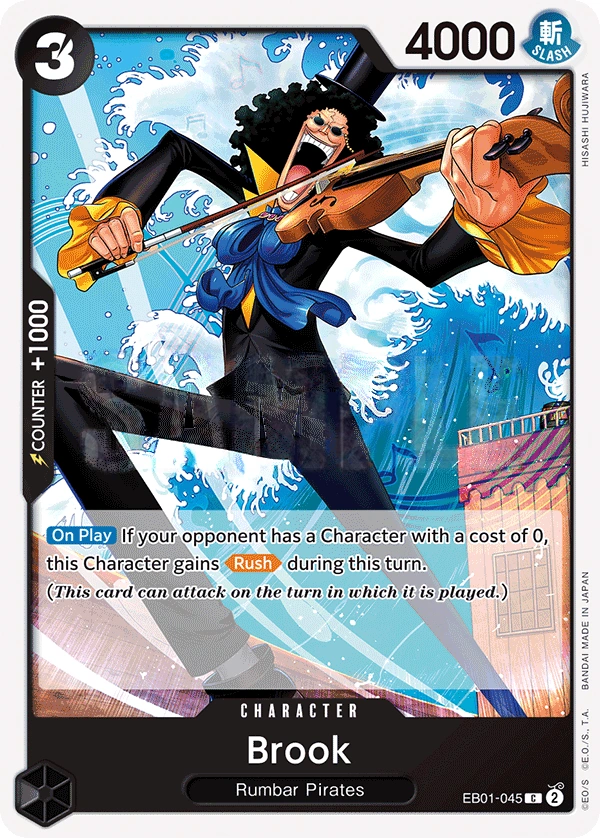 3
4000
斬
SLASH
HISASHI HUJIWARA
COUNTER +1000
SAMPLE
On Play If your opponent has a Character with a cost of 0,
this Character gains Rush during this turn.
(This card can attack on the turn in which it is played.)
CHARACTER
Brook
Rumbar Pirates
EB01-045 C 2
©EO/S ©E.O./S., T.A. BANDAI MADE IN JAPAN